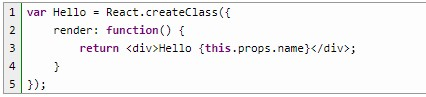 1 var Hello = React.createClass({
2     render: function() {
3         return <div>Hello {this.props.name}</div>;
4     }
5 });